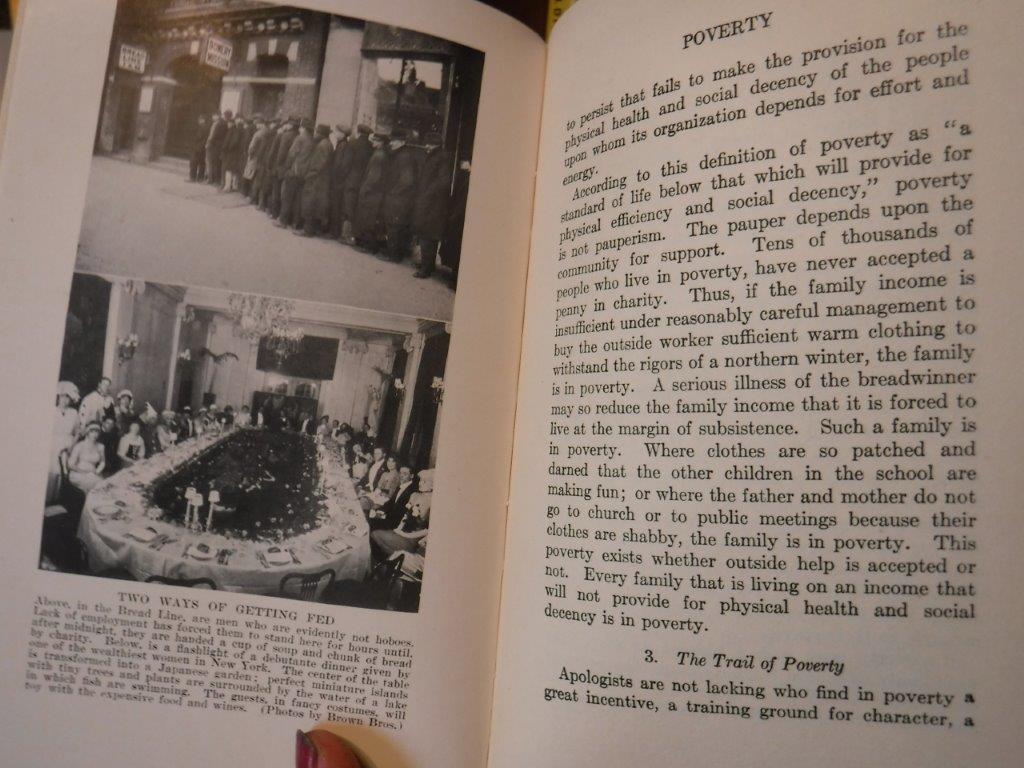 BREAD
LINE
BOWERY
MISSION
TWO WAYS OF GETTING FED
Above, in the Bread Line, are men who are evidently not hoboes.
Lack of employment has forced them to stand here for hours until,
after midnight, they are handed a cup of soup and chunk of bread
by charity. Below, is a flashlight of a debutante dinner given by
one of the wealthiest women in New York. The center of the table
is transformed into a Japanese garden; perfect miniature islands
with tiny trees and plants are surrounded by the water of a lake
in which fish are swimming. The guests, in fancy costumes, will
toy with the expensive food and wines. (Photos by Brown Bros.)
POVERTY
to persist that fails to make the provision for the
physical health and social decency of the people
upon whom its organization depends for effort and
energy.
According to this definition of poverty as "a
standard of life below that which will provide for
physical efficiency and social decency," poverty
is not pauperism. The pauper depends upon the
community for support. Tens of thousands of
people who live in poverty, have never accepted a
penny in charity. Thus, if the family income is
insufficient under reasonably careful management to
buy the outside worker sufficient warm clothing to
withstand the rigors of a northern winter, the family
is in poverty. A serious illness of the breadwinner
may so reduce the family income that it is forced to
live at the margin of subsistence. Such a family is
in poverty. Where clothes are so patched and
darned that the other children in the school are
making fun; or where the father and mother do not
go to church or to public meetings because their
clothes are shabby, the family is in poverty. This
poverty exists whether outside help is accepted or
not. Every family that is living on an income that
will not provide for physical health and social
decency is in poverty.
3. The Trail of Poverty
Apologists are not lacking who find in poverty a
great incentive, a training ground for character, a